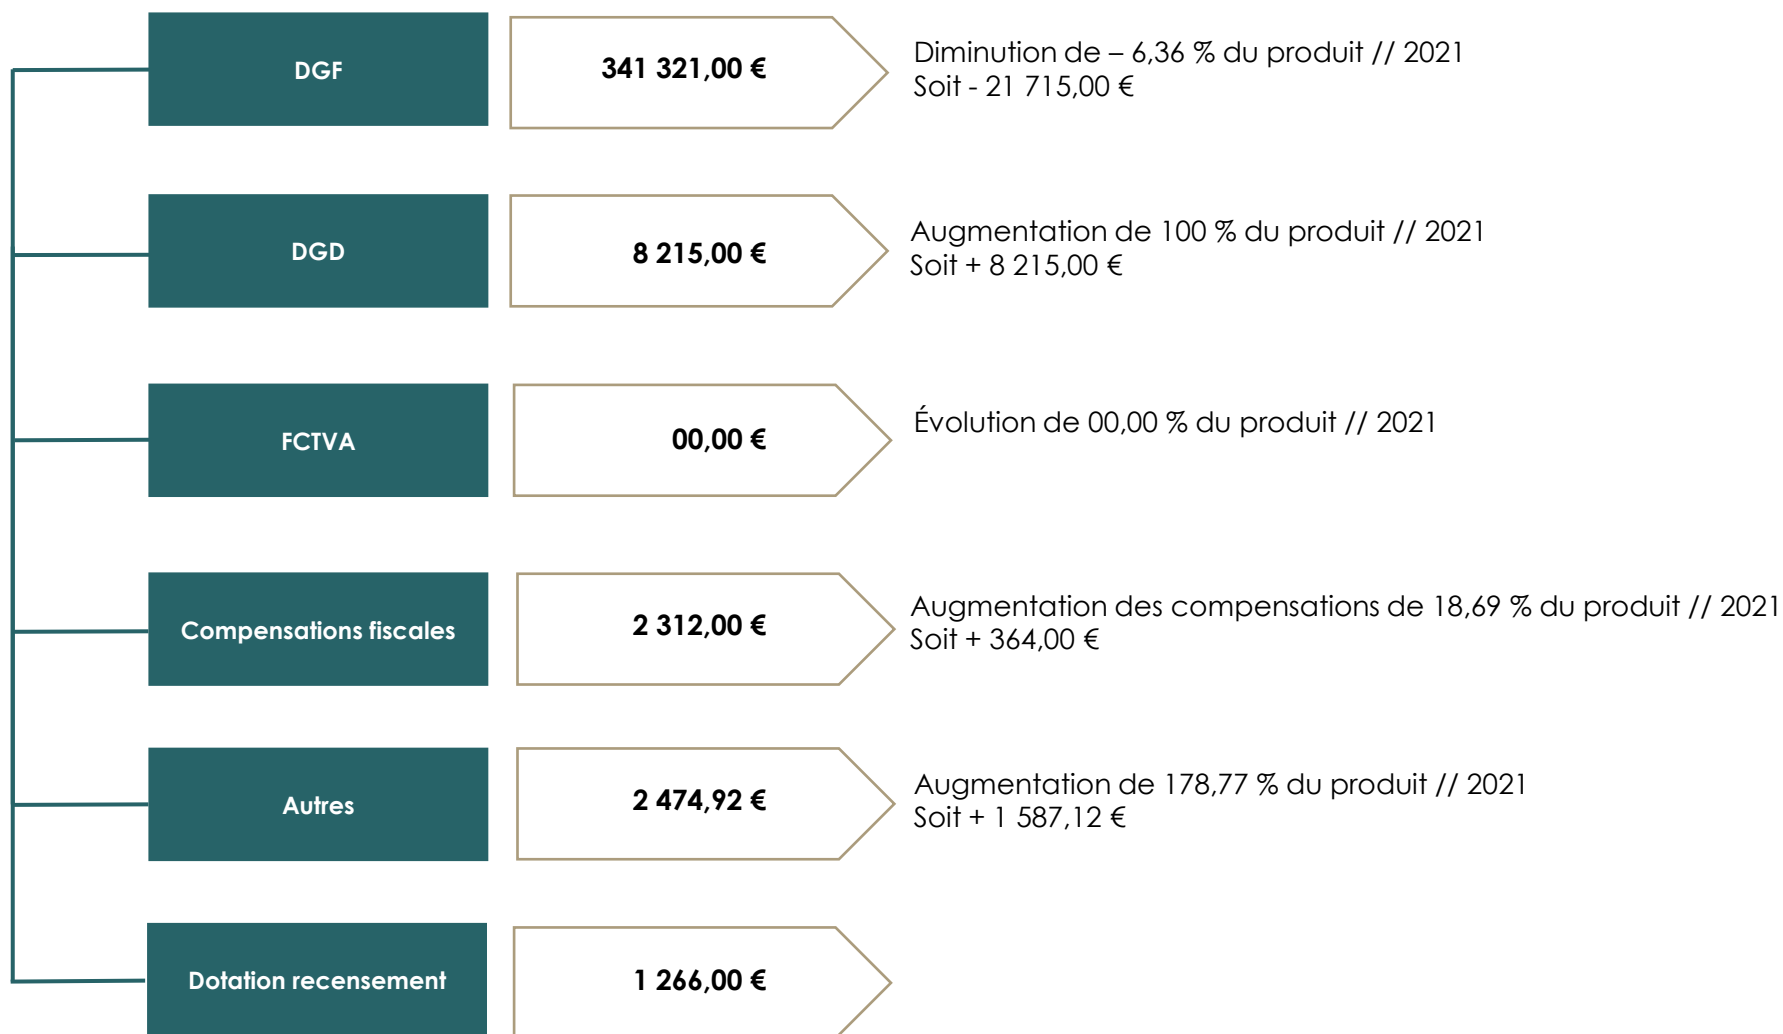 DGF
341 321,00 €
Diminution de – 6,36 % du produit // 2021
Soit - 21 715,00 €
DGD
8 215,00 €
Augmentation de 100 % du produit // 2021
Soit + 8 215,00 €
FCTVA
00,00 €
Évolution de 00,00 % du produit // 2021
Compensations fiscales
2 312,00 €
Augmentation des compensations de 18,69 % du produit // 2021
Soit + 364,00 €
Autres
2 474,92 €
Augmentation de 178,77 % du produit // 2021
Soit + 1 587,12 €
Dotation recensement
1 266,00 €